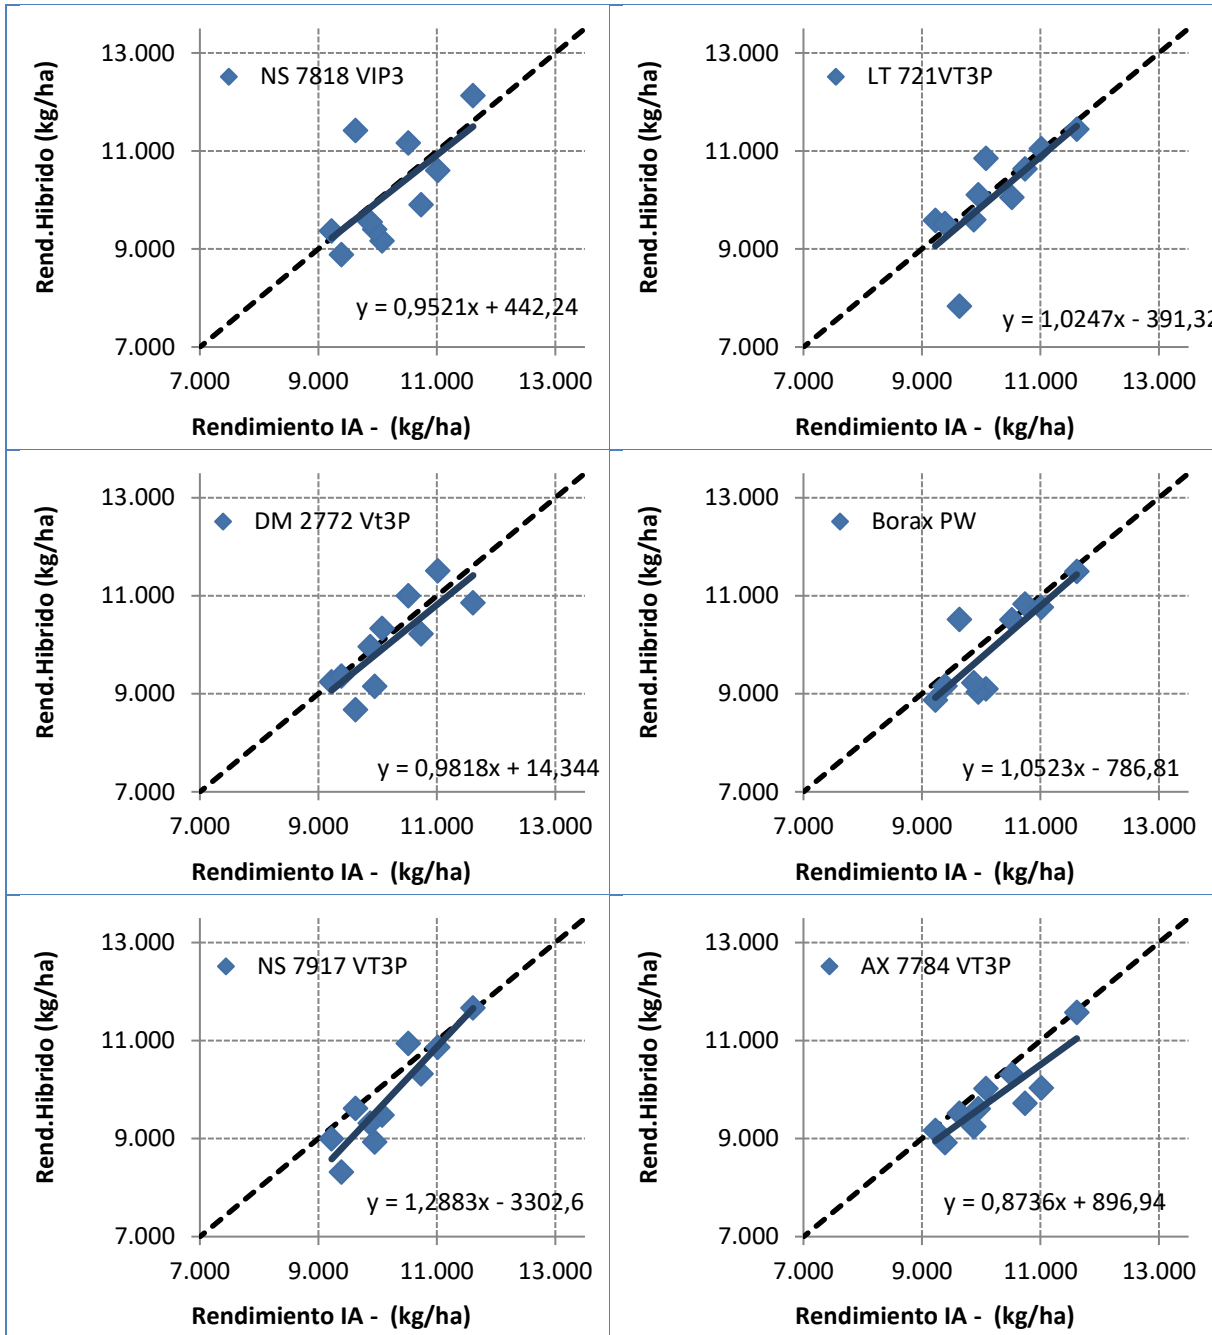 Rend.Hibrido (kg/ha)
13.000
11.000
9.000
7.000
NS 7818 VIP3
y = 0,9521x + 442,24
7.000 9.000 11.000 13.000
Rendimiento IA - (kg/ha)
Rend.Hibrido (kg/ha)
13.000
11.000
9.000
7.000
LT 721VT3P
y = 1,0247x - 391,32
7.000 9.000 11.000 13.000
Rendimiento IA - (kg/ha)
Rend.Hibrido (kg/ha)
13.000
11.000
9.000
7.000
DM 2772 Vt3P
y = 0,9818x + 14,344
7.000 9.000 11.000 13.000
Rendimiento IA - (kg/ha)
Rend.Hibrido (kg/ha)
13.000
11.000
9.000
7.000
Borax PW
y = 1,0523x - 786,81
7.000 9.000 11.000 13.000
Rendimiento IA - (kg/ha)
Rend.Hibrido (kg/ha)
13.000
11.000
9.000
7.000
NS 7917 VT3P
y = 1,2883x - 3302,6
7.000 9.000 11.000 13.000
Rendimiento IA - (kg/ha)
Rend.Hibrido (kg/ha)
13.000
11.000
9.000
7.000
AX 7784 VT3P
y = 0,8736x + 896,94
7.000 9.000 11.000 13.000
Rendimiento IA - (kg/ha)